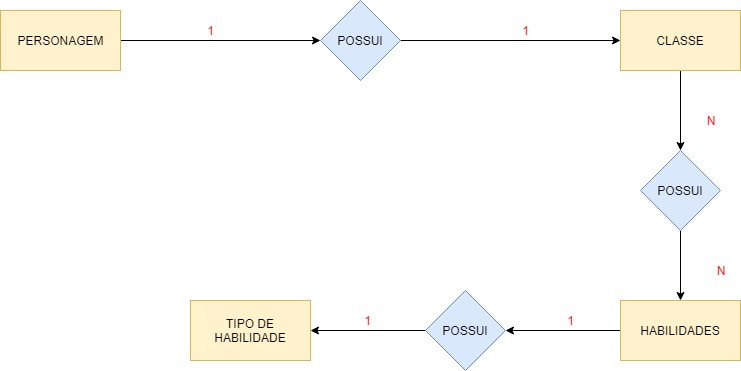 PERSONAGEM
1
POSSUI
1
CLASSE
N
POSSUI
N
TIPO DE
HABILIDADE
1
POSSUI
1
HABILIDADES